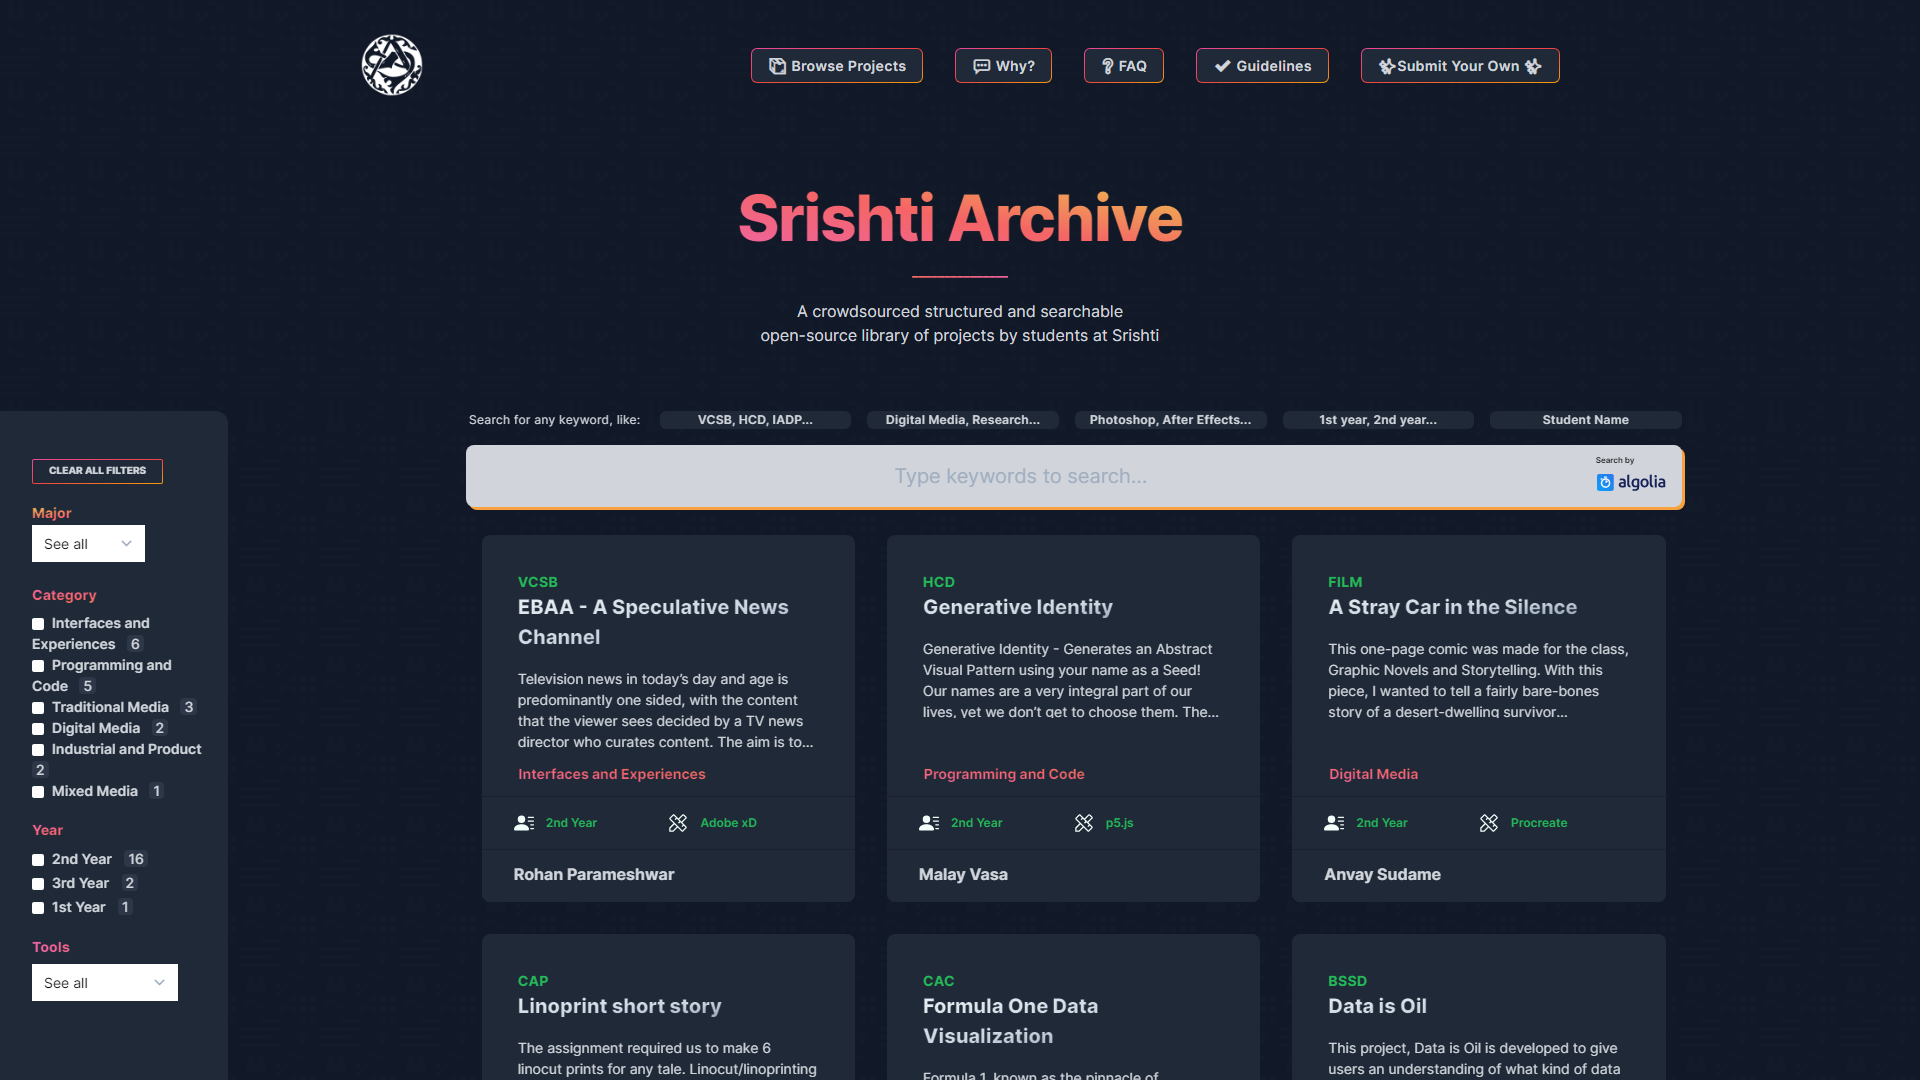 Browse Projects
Why?
FAQ
Guidelines
Submit Your Own
Srishti Archive
A crowdsourced structured and searchable
open-source library of projects by students at Srishti
Search for any keyword, like:
VCSB, HCD, IADP...
Digital Media, Research...
Photoshop, After Effects...
1st year, 2nd year...
Student Name
Type keywords to search...
Search by
algolia
CLEAR ALL FILTERS
Major
See all
Category
Interfaces and
Experiences 6
Programming and
Code 5
Traditional Media 3
Digital Media 2
Industrial and Product
2
Mixed Media 1
Year
2nd Year 16
3rd Year 2
1st Year 1
Tools
See all
VCSB
EBAA - A Speculative News
Channel
Television news in today’s day and age is
predominantly one sided, with the content
that the viewer sees decided by a TV news
director who curates content. The aim is to...
Interfaces and Experiences
2nd Year
Adobe xD
Rohan Parameshwar
HCD
Generative Identity
Generative Identity - Generates an Abstract
Visual Pattern using your name as a Seed!
Our names are a very integral part of our
lives, yet we don’t get to choose them. The...
Programming and Code
2nd Year
p5.js
Malay Vasa
FILM
A Stray Car in the Silence
This one-page comic was made for the class,
Graphic Novels and Storytelling. With this
piece, I wanted to tell a fairly bare-bones
story of a desert-dwelling survivor...
Digital Media
2nd Year
Procreate
Anvay Sudame
CAP
Linoprint short story
The assignment required us to make 6
linocut prints for any tale. Linocut/linoprinting
CAC
Formula One Data
Visualization
Formula 1, known as the pinnacle of
BSSD
Data is Oil
This project, Data is Oil is developed to give
users an understanding of what kind of data